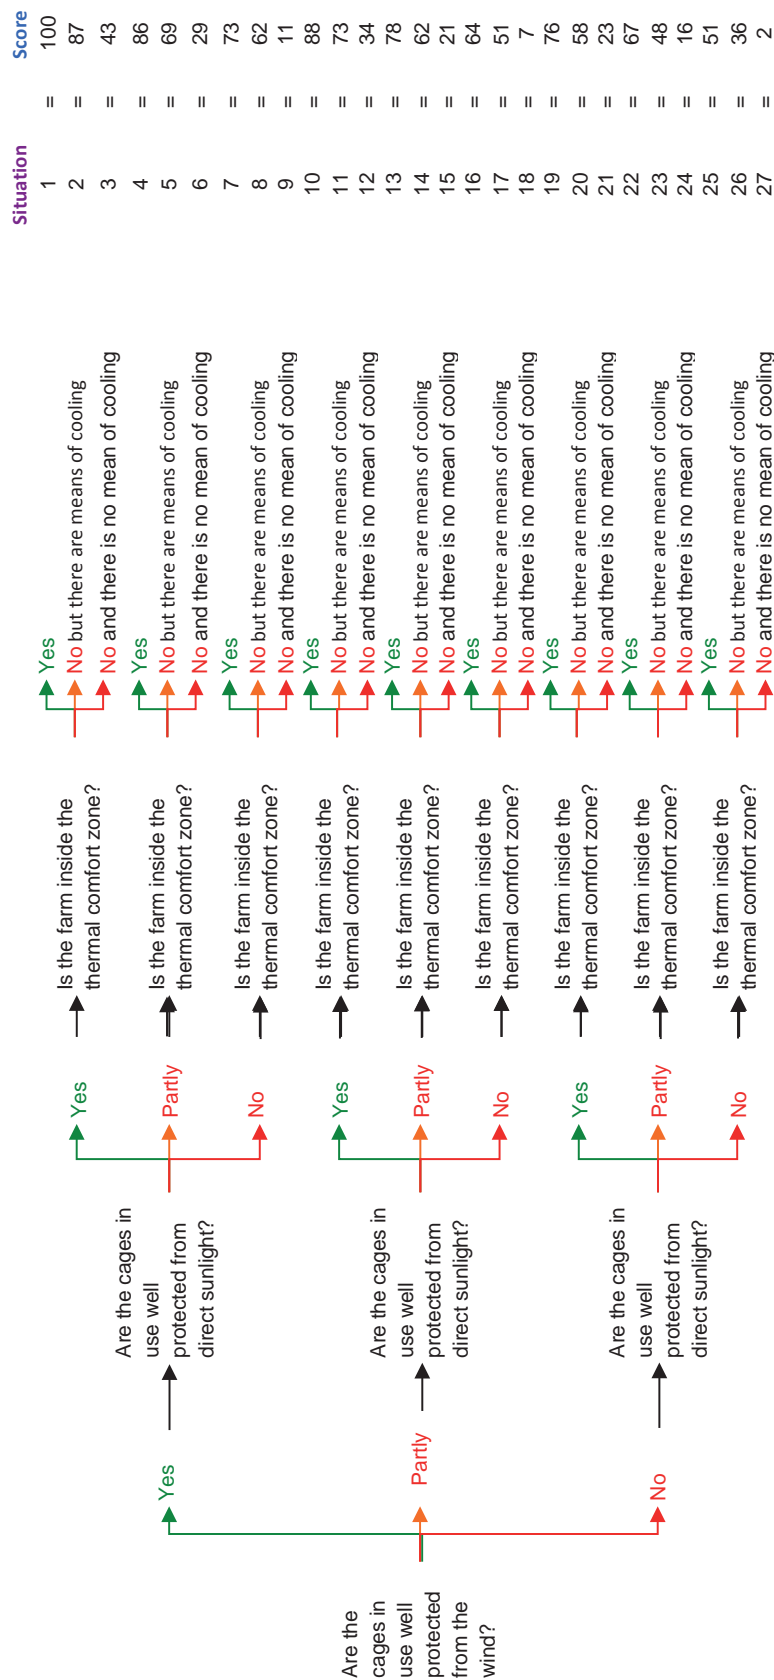 Are the
cages in
use well
protected
from the
wind?
Yes
Partly
No
Are the cages in
use well
protected from
direct sunlight?
Are the cages in
use well
protected from
direct sunlight?
Are the cages in
use well
protected from
direct sunlight?
Yes
Partly
No
Yes
Partly
No
Yes
Partly
No
Is the farm inside the
thermal comfort zone?
Is the farm inside the
thermal comfort zone?
Is the farm inside the
thermal comfort zone?
Is the farm inside the
thermal comfort zone?
Is the farm inside the
thermal comfort zone?
Is the farm inside the
thermal comfort zone?
Is the farm inside the
thermal comfort zone?
Is the farm inside the
thermal comfort zone?
Is the farm inside the
thermal comfort zone?
Situation Score
Yes 1 = 100
No but there are means of cooling 2 = 87
No and there is no mean of cooling 3 = 43
Yes 4 = 86
No but there are means of cooling 5 = 69
No and there is no mean of cooling 6 = 29
Yes 7 = 73
No but there are means of cooling 8 = 62
No and there is no mean of cooling 9 = 11
Yes 10 = 88
No but there are means of cooling 11 = 73
No and there is no mean of cooling 12 = 34
Yes 13 = 78
No but there are means of cooling 14 = 62
No and there is no mean of cooling 15 = 21
Yes 16 = 64
No but there are means of cooling 17 = 51
No and there is no mean of cooling 18 = 7
Yes 19 = 76
No but there are means of cooling 20 = 58
No and there is no mean of cooling 21 = 23
Yes 22 = 67
No but there are means of cooling 23 = 48
No and there is no mean of cooling 24 = 16
Yes 25 = 51
No but there are means of cooling 26 = 36
No and there is no mean of cooling 27 = 2